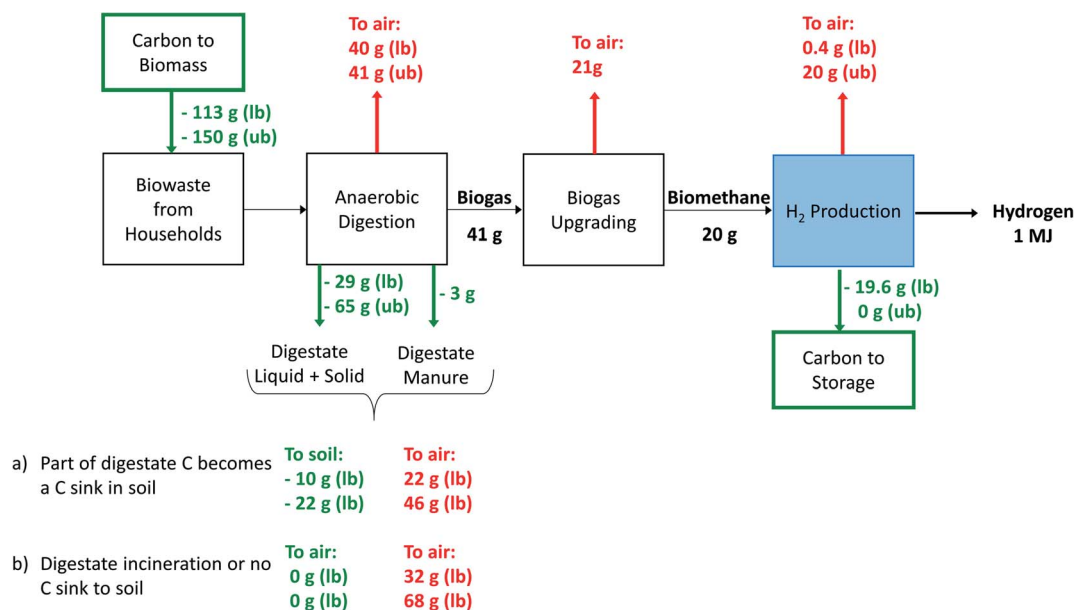 Carbon to
Biomass
- 113 g (lb)
- 150 g (ub)
To air:
40 g (lb)
41 g (ub)
To air:
21g
To air:
0.4 g (lb)
20 g (ub)
Biowaste
from
Households
Anaerobic
Digestion
Biogas
41 g
Biogas
Upgrading
Biomethane
20 g
H₂ Production
Hydrogen
1 MJ
- 29 g (lb)
- 65 g (ub)
- 3 g
- 19.6 g (lb)
0 g (ub)
Digestate
Liquid + Solid
Digestate
Manure
Carbon to
Storage
a) Part of digestate C becomes
a C sink in soil
To soil:
- 10 g (lb)
- 22 g (lb)
To air:
22 g (lb)
46 g (lb)
b) Digestate incineration or no
C sink to soil
To air:
0 g (lb)
0 g (lb)
To air:
32 g (lb)
68 g (lb)